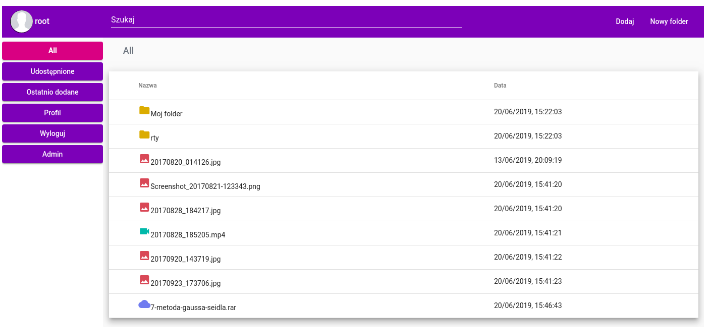 root
Szukaj
Dodaj
Nowy folder
All
Udostępnione
Ostatnio dodane
Profil
Wyloguj
Admin
All
Nazwa Data
Moj folder 20/06/2019, 15:22:03
rty 20/06/2019, 15:22:03
20170820_014126.jpg 13/06/2019, 20:09:19
Screenshot_20170821-123343.png 20/06/2019, 15:41:20
20170828_184217.jpg 20/06/2019, 15:41:20
20170828_185205.mp4 20/06/2019, 15:41:21
20170920_143719.jpg 20/06/2019, 15:41:22
20170923_173706.jpg 20/06/2019, 15:41:23
7-metoda-gaussa-seidla.rar 20/06/2019, 15:46:43